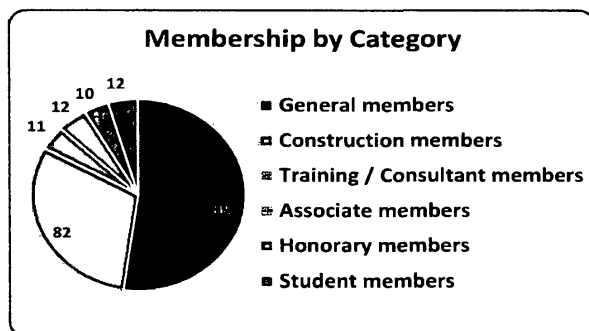 Membership by Category
12
10
12
11
82
General members
Construction members
Training / Consultant members
Associate members
Honorary members
Student members